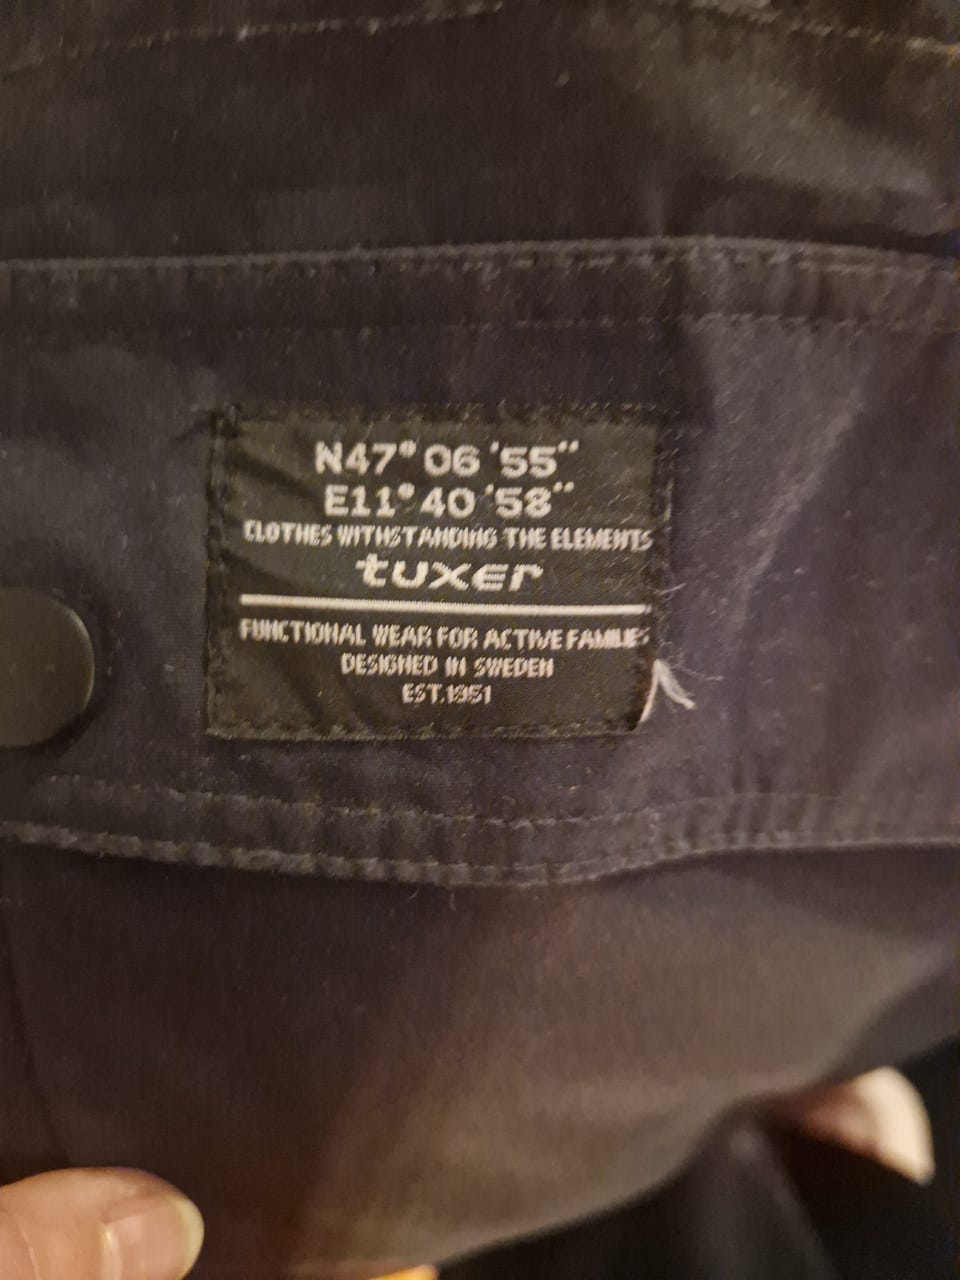 N47° 06 '55"
E11° 40 '58"
CLOTHES WITHSTANDING THE ELEMENTS
tuxer
FUNCTIONAL WEAR FOR ACTIVE FAMILIES
DESIGNED IN SWEDEN
EST.1951